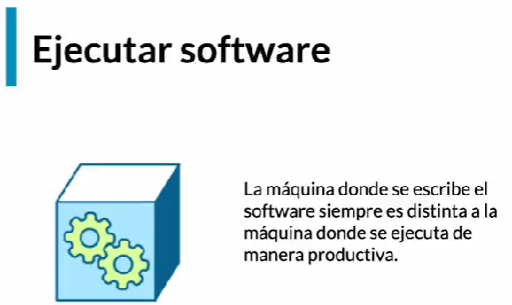 Ejecutar software
La máquina donde se escribe el
software siempre es distinta a la
máquina donde se ejecuta de
manera productiva.